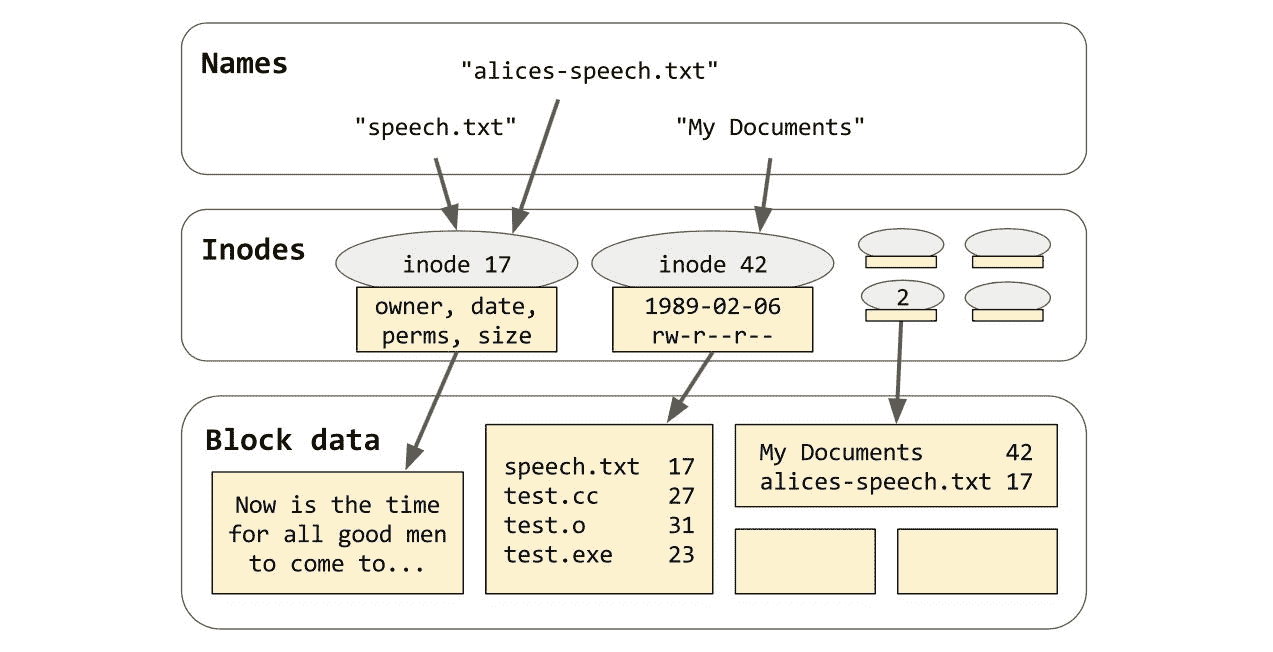 Names
"alices-speech.txt"
"speech.txt"
"My Documents"
Inodes
inode 17
owner, date,
perms, size
inode 42
1989-02-06
rw-r--r--
2
Block data
Now is the time
for all good men
to come to...
speech.txt 17
test.cc 27
test.o 31
test.exe 23
My Documents 42
alices-speech.txt 17